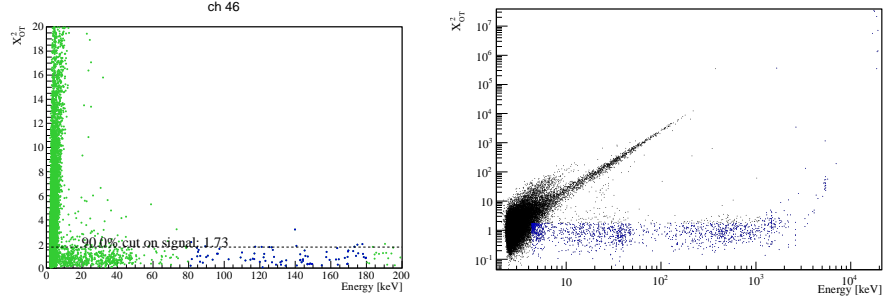 ch 46
X²OT
20
18
16
14
12
10
8
6
4
2
0
90.0% cut on signal: 1.73
0 20 40 60 80 100 120 140 160 180 200
Energy [keV]
X²OT
10⁷
10⁶
10⁵
10⁴
10³
10²
10
1
10⁻¹
10 10² 10³ 10⁴
Energy [keV]